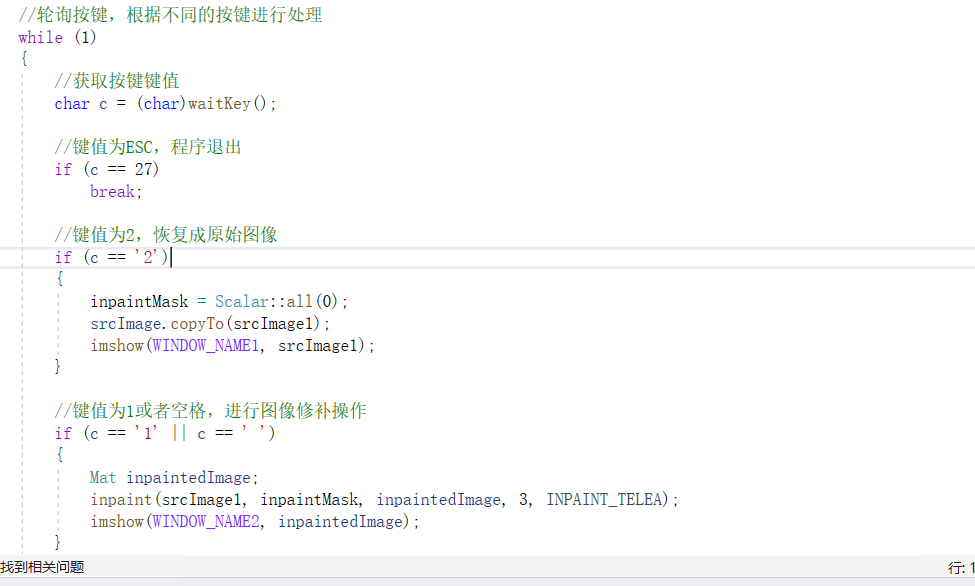 //轮询按键，根据不同的按键进行处理
while (1)
{
//获取按键键值
char c = (char)waitKey();
//键值为ESC，程序退出
if (c == 27)
break;
//键值为2，恢复成原始图像
if (c == '2')
{
inpaintMask = Scalar::all(0);
srcImage.copyTo(srcImage1);
imshow(WINDOW_NAME1, srcImage1);
}
//键值为1或者空格，进行图像修补操作
if (c == '1' || c == ' ')
{
Mat inpaintedImage;
inpaint(srcImage1, inpaintMask, inpaintedImage, 3, INPAINT_TELEA);
imshow(WINDOW_NAME2, inpaintedImage);
}
找到相关问题 行: 1